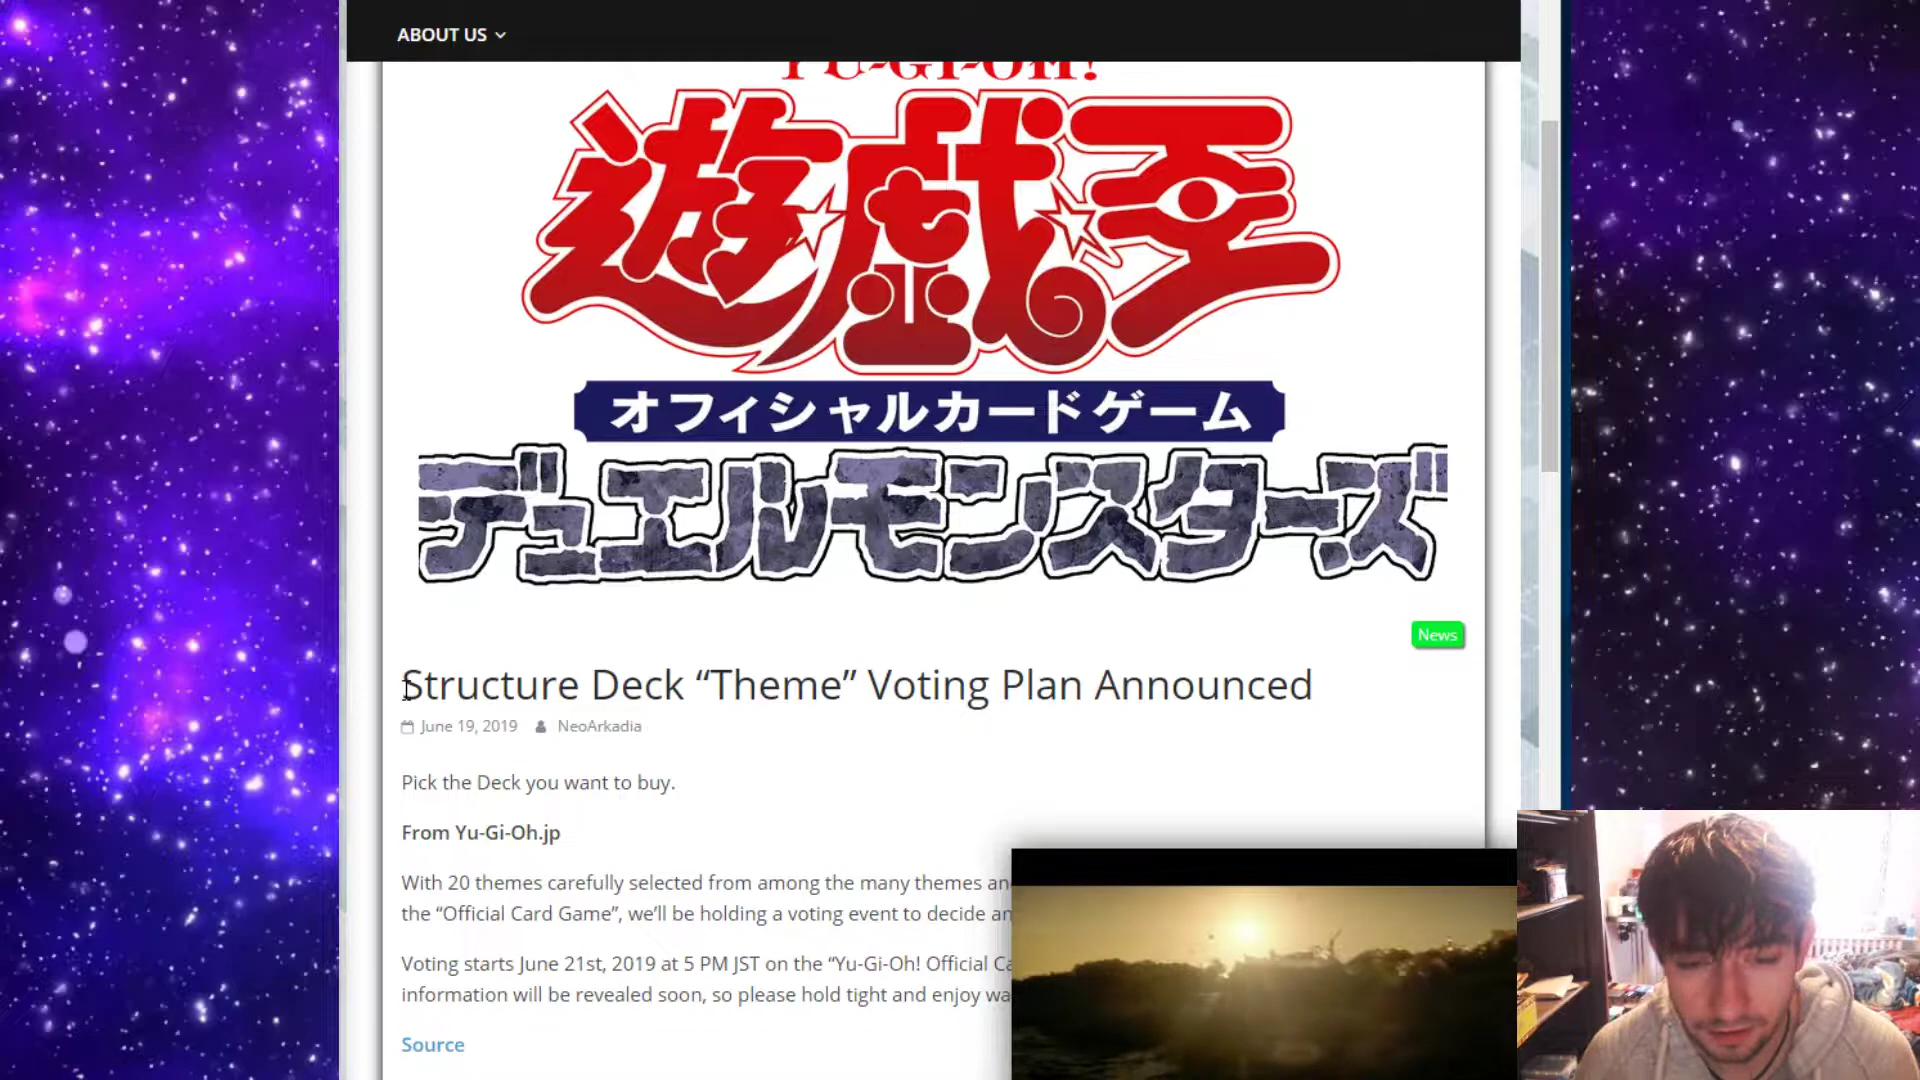 ABOUT US
YU-GI-OH!
遊戯王
オフィシャルカードゲーム
デュエルモンスターズ
News
Structure Deck “Theme” Voting Plan Announced
June 19, 2019 NeoArkadia
Pick the Deck you want to buy.
From Yu-Gi-Oh.jp
With 20 themes carefully selected from among the many themes
the “Official Card Game”, we’ll be holding a voting event to decide
Voting starts June 21st, 2019 at 5 PM JST on the “Yu-Gi-Oh! Official
information will be revealed soon, so please hold tight and enjoy
Source